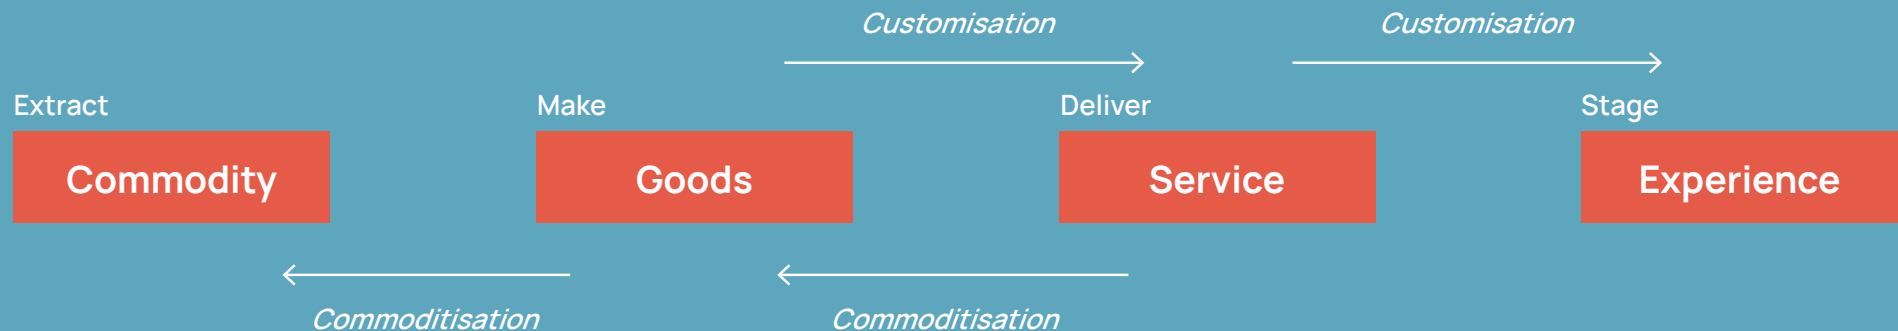 Customisation Customisation
Extract Make Deliver Stage
Commodity Goods Service Experience
Commoditisation Commoditisation